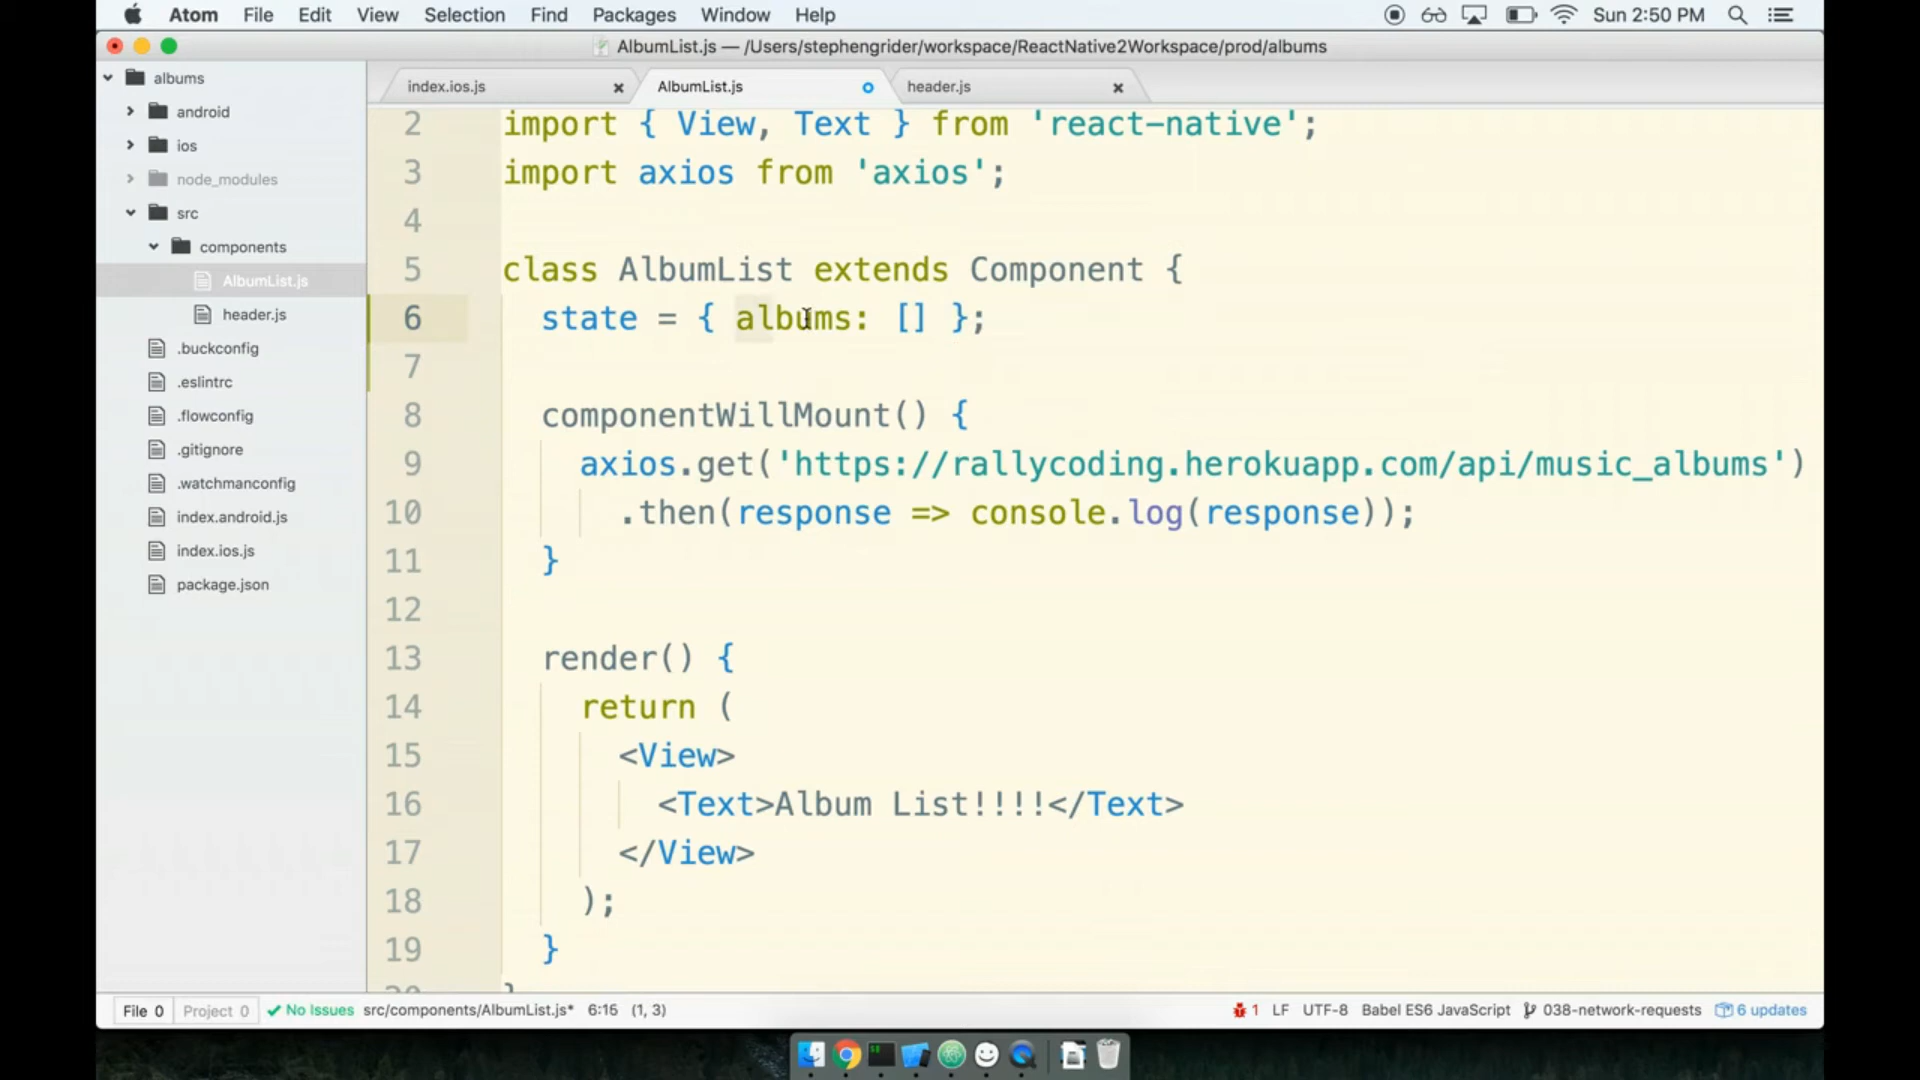 Atom File Edit View Selection Find Packages Window Help Sun 2:50 PM
AlbumList.js — /Users/stephengrider/workspace/ReactNative2Workspace/prod/albums
albums
android
ios
node_modules
src
components
AlbumList.js
header.js
.buckconfig
.eslintrc
.flowconfig
.gitignore
.watchmanconfig
index.android.js
index.ios.js
package.json
index.ios.js AlbumList.js header.js
2 import { View, Text } from 'react-native';
3 import axios from 'axios';
4
5 class AlbumList extends Component {
6 state = { albums: [] };
7
8 componentWillMount() {
9 axios.get('https://rallycoding.herokuapp.com/api/music_albums')
10 .then(response => console.log(response));
11 }
12
13 render() {
14 return (
15 <View>
16 <Text>Album List!!!!</Text>
17 </View>
18 );
19 }
File 0 Project 0 No Issues src/components/AlbumList.js* 6:15 (1, 3) 1 LF UTF-8 Babel ES6 JavaScript 038-network-requests 6 updates